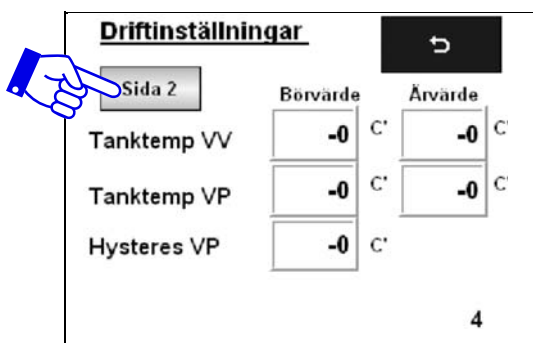 Driftinställningar
Sida 2
Börvärde Ärvärde
Tanktemp VV -0 C' -0 C'
Tanktemp VP -0 C' -0 C'
Hysteres VP -0 C'
4